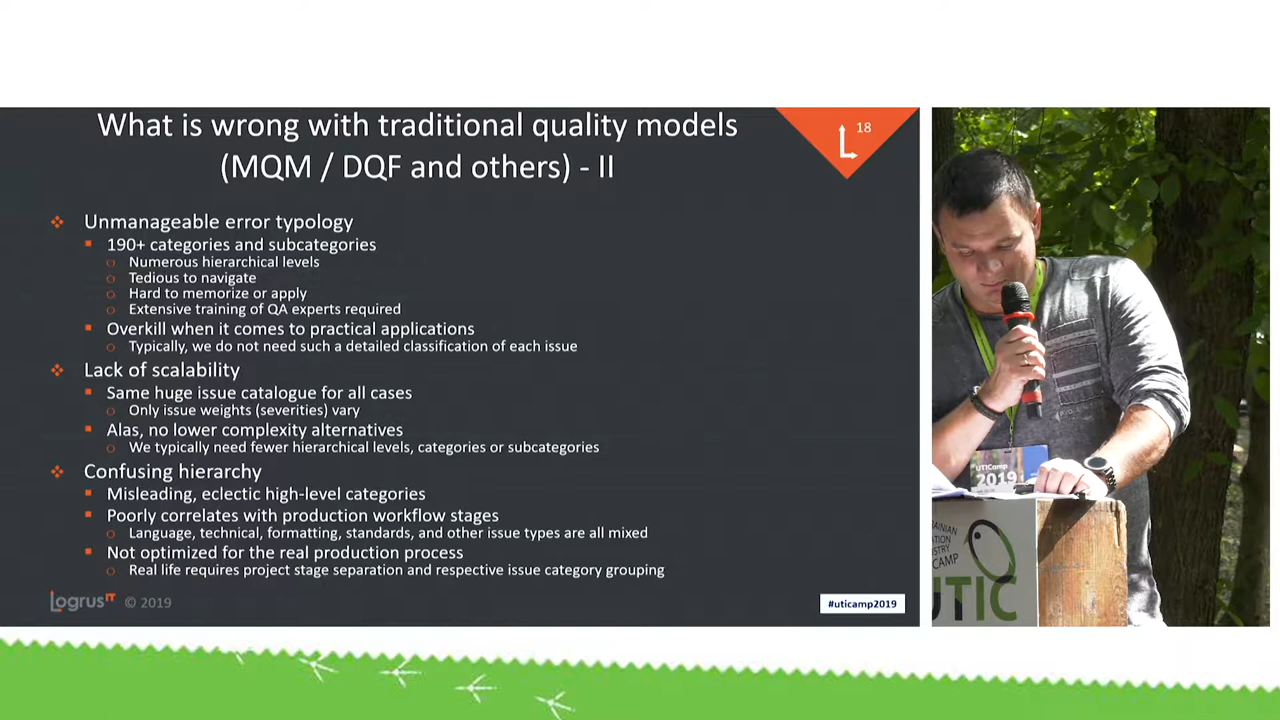 What is wrong with traditional quality models
(MQM / DQF and others) - II
18
Unmanageable error typology
190+ categories and subcategories
Numerous hierarchical levels
Tedious to navigate
Hard to memorize or apply
Extensive training of QA experts required
Overkill when it comes to practical applications
Typically, we do not need such a detailed classification of each issue
Lack of scalability
Same huge issue catalogue for all cases
Only issue weights (severities) vary
Alas, no lower complexity alternatives
We typically need fewer hierarchical levels, categories or subcategories
Confusing hierarchy
Misleading, eclectic high-level categories
Poorly correlates with production workflow stages
Language, technical, formatting, standards, and other issue types are all mixed
Not optimized for the real production process
Real life requires project stage separation and respective issue category grouping
Logrus IT © 2019
#uticamp2019
UTICamp
2019
UTIC